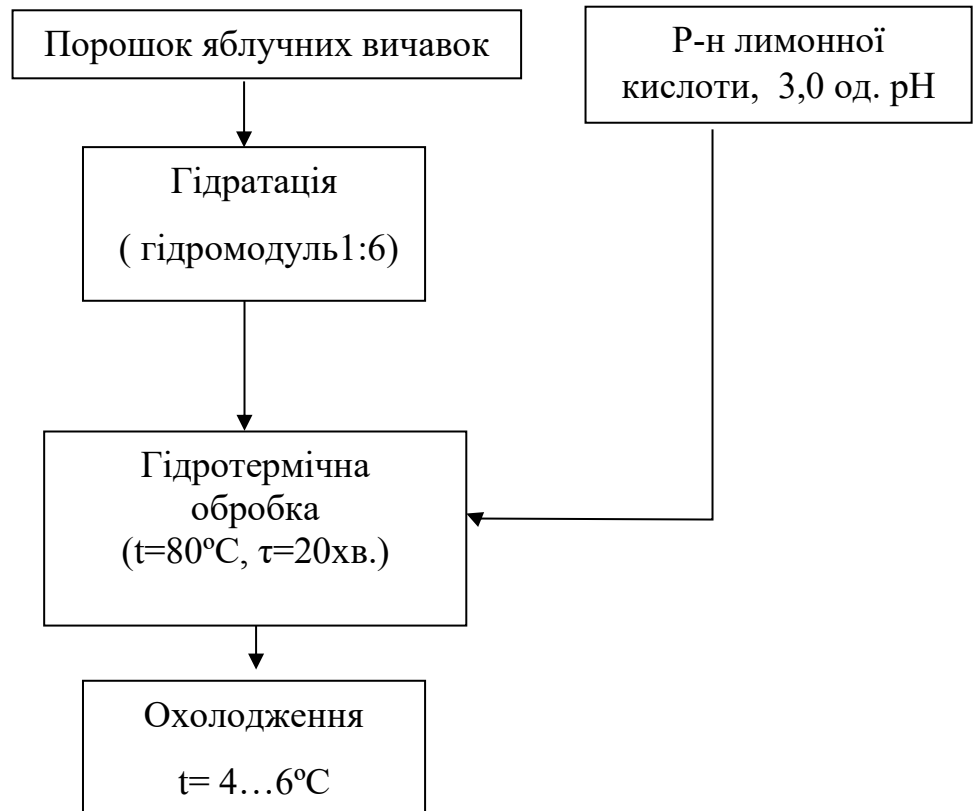 Порошок яблучних вичавок
Р-н лимонної
кислоти, 3,0 од. рН
Гідратація
( гідромодуль1:6)
Гідротермічна
обробка
(t=80ºC, τ=20хв.)
Охолодження
t= 4…6ºC